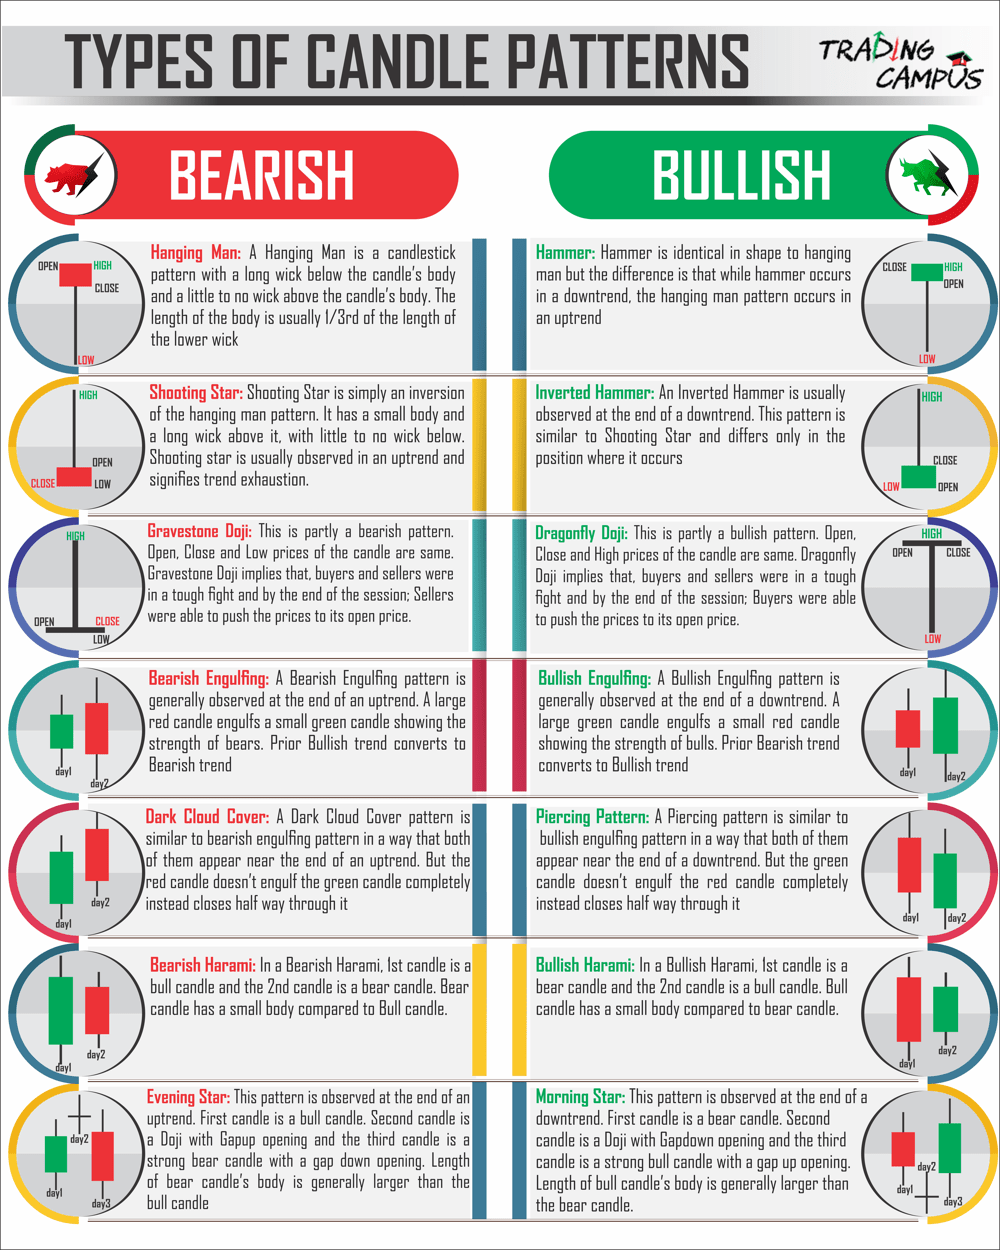 TYPES OF CANDLE PATTERNS
TRADING
CAMPUS
BEARISH
BULLISH
OPEN
HIGH
CLOSE
LOW
Hanging Man: A Hanging Man is a candlestick
pattern with a long wick below the candle's body
and a little to no wick above the candle's body. The
length of the body is usually 1/3rd of the length of
the lower wick
Hammer: Hammer is identical in shape to hanging
man but the difference is that while hammer occurs
in a downtrend, the hanging man pattern occurs in
an uptrend
CLOSE
HIGH
OPEN
LOW
HIGH
OPEN
CLOSE
LOW
Shooting Star: Shooting Star is simply an inversion
of the hanging man pattern. It has a small body and
a long wick above it, with little to no wick below.
Shooting star is usually observed in an uptrend and
signifies trend exhaustion.
Inverted Hammer: An Inverted Hammer is usually
observed at the end of a downtrend. This pattern is
similar to Shooting Star and differs only in the
position where it occurs
HIGH
CLOSE
LOW
OPEN
HIGH
OPEN
CLOSE
LOW
Gravestone Doji: This is partly a bearish pattern.
Open, Close and Low prices of the candle are same.
Gravestone Doji implies that, buyers and sellers were
in a tough fight and by the end of the session; Sellers
were able to push the prices to its open price.
Dragonfly Doji: This is partly a bullish pattern. Open,
Close and High prices of the candle are same. Dragonfly
Doji implies that, buyers and sellers were in a tough
fight and by the end of the session; Buyers were able
to push the prices to its open price.
HIGH
OPEN
CLOSE
LOW
day1
day2
Bearish Engulfing: A Bearish Engulfing pattern is
generally observed at the end of an uptrend. A large
red candle engulfs a small green candle showing the
strength of bears. Prior Bullish trend converts to
Bearish trend
Bullish Engulfing: A Bullish Engulfing pattern is
generally observed at the end of a downtrend. A
large green candle engulfs a small red candle
showing the strength of bulls. Prior Bearish trend
converts to Bullish trend
day1
day2
day1
day2
Dark Cloud Cover: A Dark Cloud Cover pattern is
similar to bearish engulfing pattern in a way that both
of them appear near the end of an uptrend. But the
red candle doesn't engulf the green candle completely
instead closes half way through it
Piercing Pattern: A Piercing pattern is similar to
bullish engulfing pattern in a way that both of them
appear near the end of a downtrend. But the green
candle doesn't engulf the red candle completely
instead closes half way through it
day1
day2
day1
day2
Bearish Harami: In a Bearish Harami, 1st candle is a
bull candle and the 2nd candle is a bear candle. Bear
candle has a small body compared to Bull candle.
Bullish Harami: In a Bullish Harami, 1st candle is a
bear candle and the 2nd candle is a bull candle. Bull
candle has a small body compared to bear candle.
day1
day2
day1
day2
day3
Evening Star: This pattern is observed at the end of an
uptrend. First candle is a bull candle. Second candle is
a Doji with Gapup opening and the third candle is a
strong bear candle with a gap down opening. Length
of bear candle's body is generally larger than the
bull candle
Morning Star: This pattern is observed at the end of a
downtrend. First candle is a bear candle. Second
candle is a Doji with Gapdown opening and the third
candle is a strong bull candle with a gap up opening.
Length of bull candle's body is generally larger than
the bear candle.
day1
day2
day3